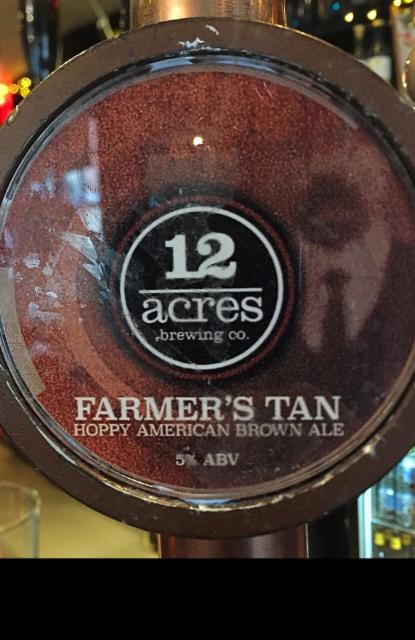 12
acres
brewing co.
FARMER'S TAN
HOPPY AMERICAN BROWN ALE
5% ABV